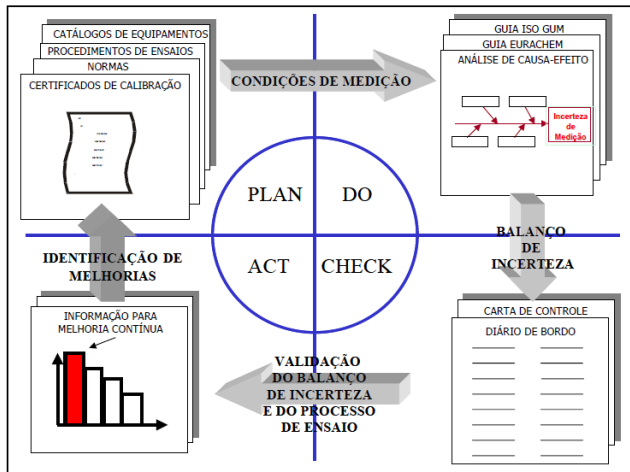 CATÁLOGOS DE EQUIPAMENTOS
PROCEDIMENTOS DE ENSAIOS
NORMAS
CERTIFICADOS DE CALIBRAÇÃO
CONDIÇÕES DE MEDIÇÃO
GUIA ISO GUM
GUIA EURACHEM
ANÁLISE DE CAUSA-EFEITO
Incerteza
de
Medição
PLAN
DO
ACT
CHECK
BALANÇO
DE
INCERTEZA
IDENTIFICAÇÃO DE
MELHORIAS
INFORMAÇÃO PARA
MELHORIA CONTÍNUA
VALIDAÇÃO
DO BALANÇO
DE INCERTEZA
E DO PROCESSO
DE ENSAIO
CARTA DE CONTROLE
DIÁRIO DE BORDO